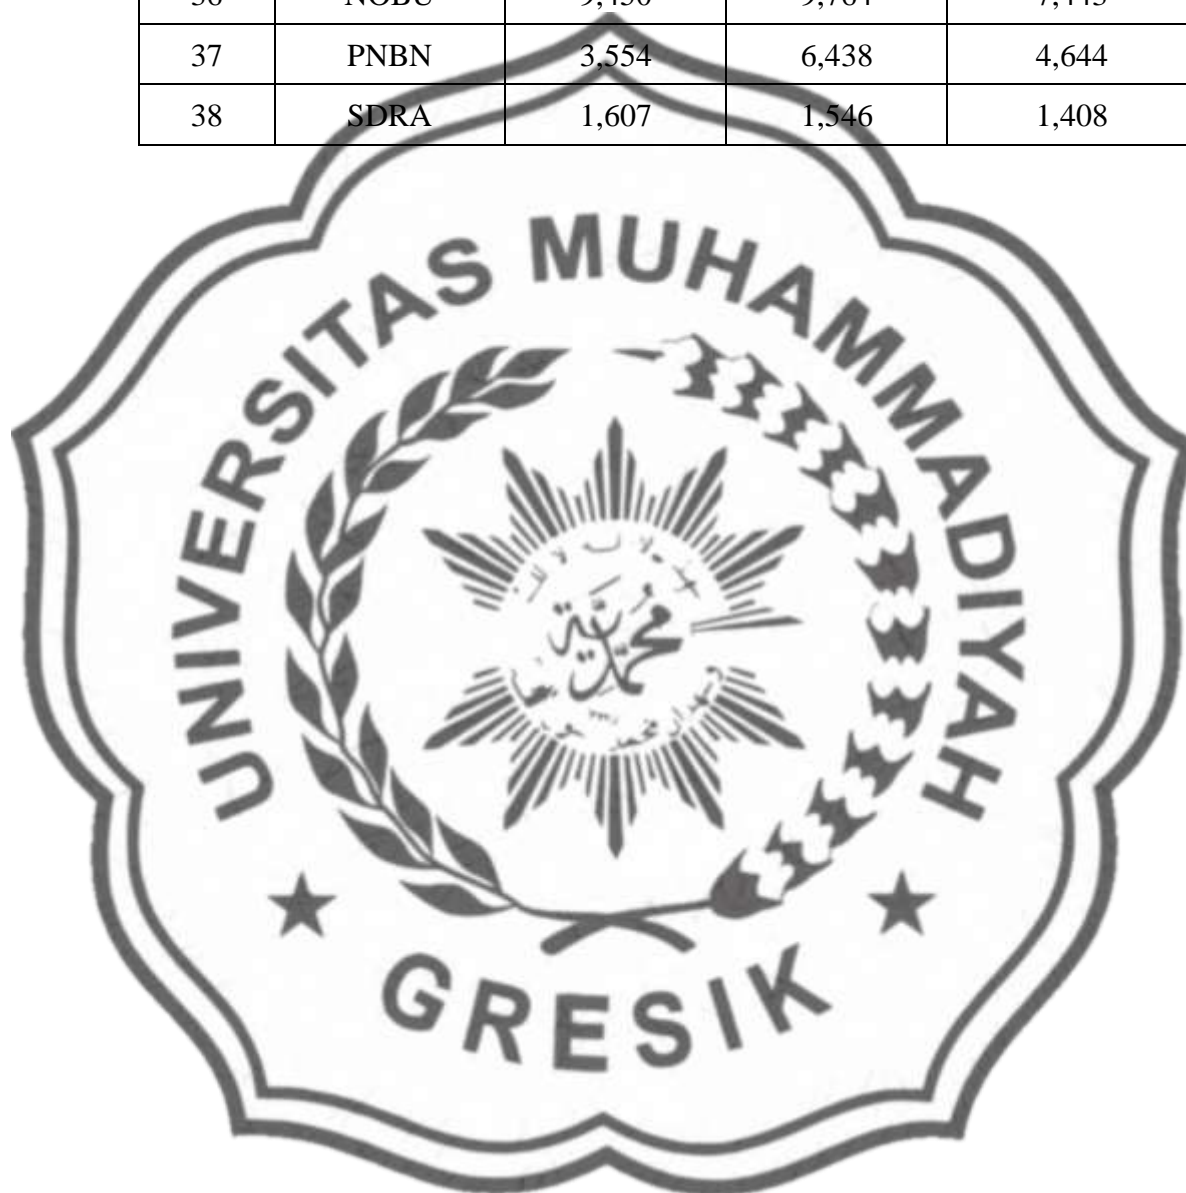 37 PNBN 3,554 6,438 4,644
38 SDRA 1,607 1,546 1,408
UNIVERSITAS MUHAMMADIYAH
محمدية
GRESIK